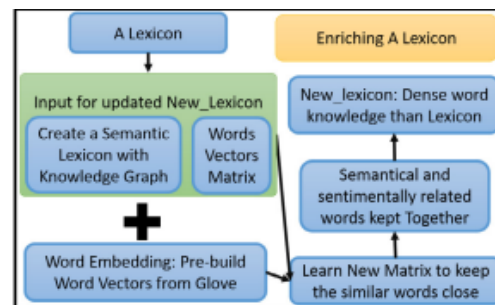 A Lexicon
Enriching A Lexicon
Input for updated New_Lexicon
Create a Semantic
Lexicon with
Knowledge Graph
Words
Vectors
Matrix
New_lexicon: Dense word
knowledge than Lexicon
Semantical and
sentimentally related
words kept Together
Word Embedding: Pre-build
Word Vectors from Glove
Learn New Matrix to keep
the similar words close